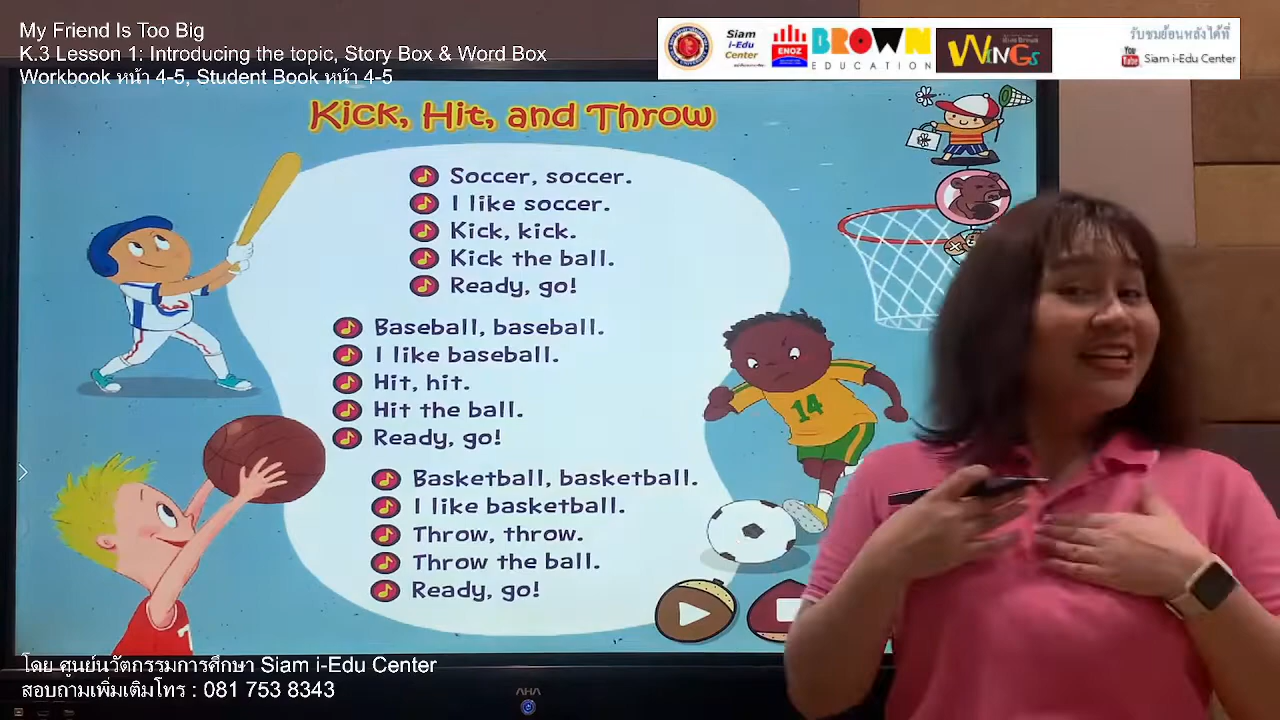 My Friend Is Too Big
K.1 Lesson 1: Introducing the topic, Story Box & Word Box
Workbook หน้า 4-5, Student Book หน้า 4-5
Siam
i-Edu
Center
ENOZ
BROWN
EDUCATION
WINGS
รับชมย้อนหลังได้ที่
You
Tube
Siam i-Edu Center
Kick, Hit, and Throw
Soccer, soccer.
I like soccer.
Kick, kick.
Kick the ball.
Ready, go!
Baseball, baseball.
I like baseball.
Hit, hit.
Hit the ball.
Ready, go!
14
Basketball, basketball.
I like basketball.
Throw, throw.
Throw the ball.
Ready, go!
โดย ศูนย์นวัตกรรมการศึกษา Siam i-Edu Center
สอบถามเพิ่มเติมโทร : 081 753 8343
AHA